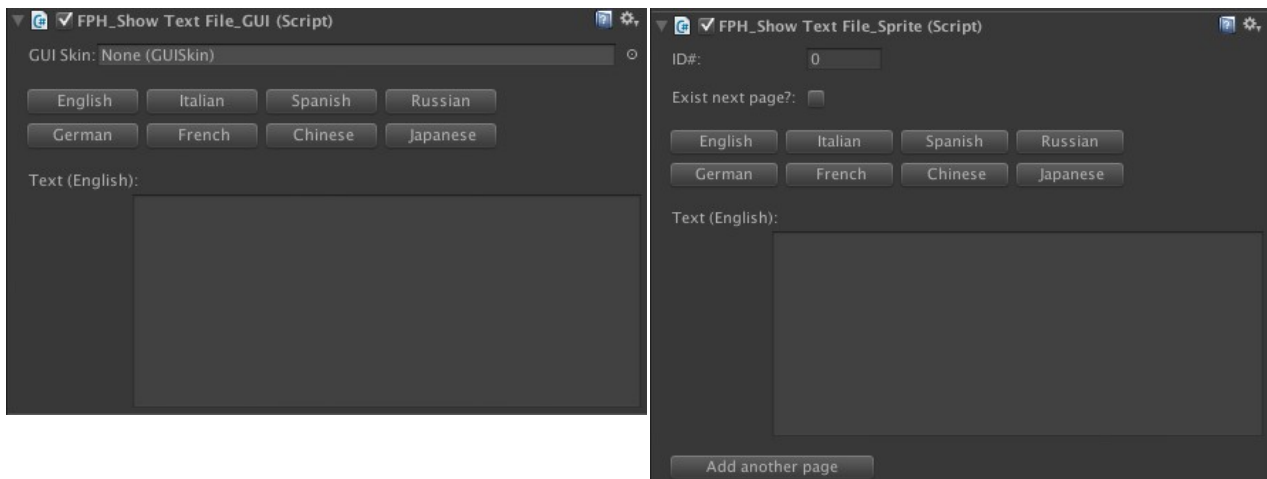 FPH_Show Text File_GUI (Script)
GUI Skin: None (GUISkin)
English Italian Spanish Russian
German French Chinese Japanese
Text (English):
FPH_Show Text File_Sprite (Script)
ID#: 0
Exist next page?:
English Italian Spanish Russian
German French Chinese Japanese
Text (English):
Add another page